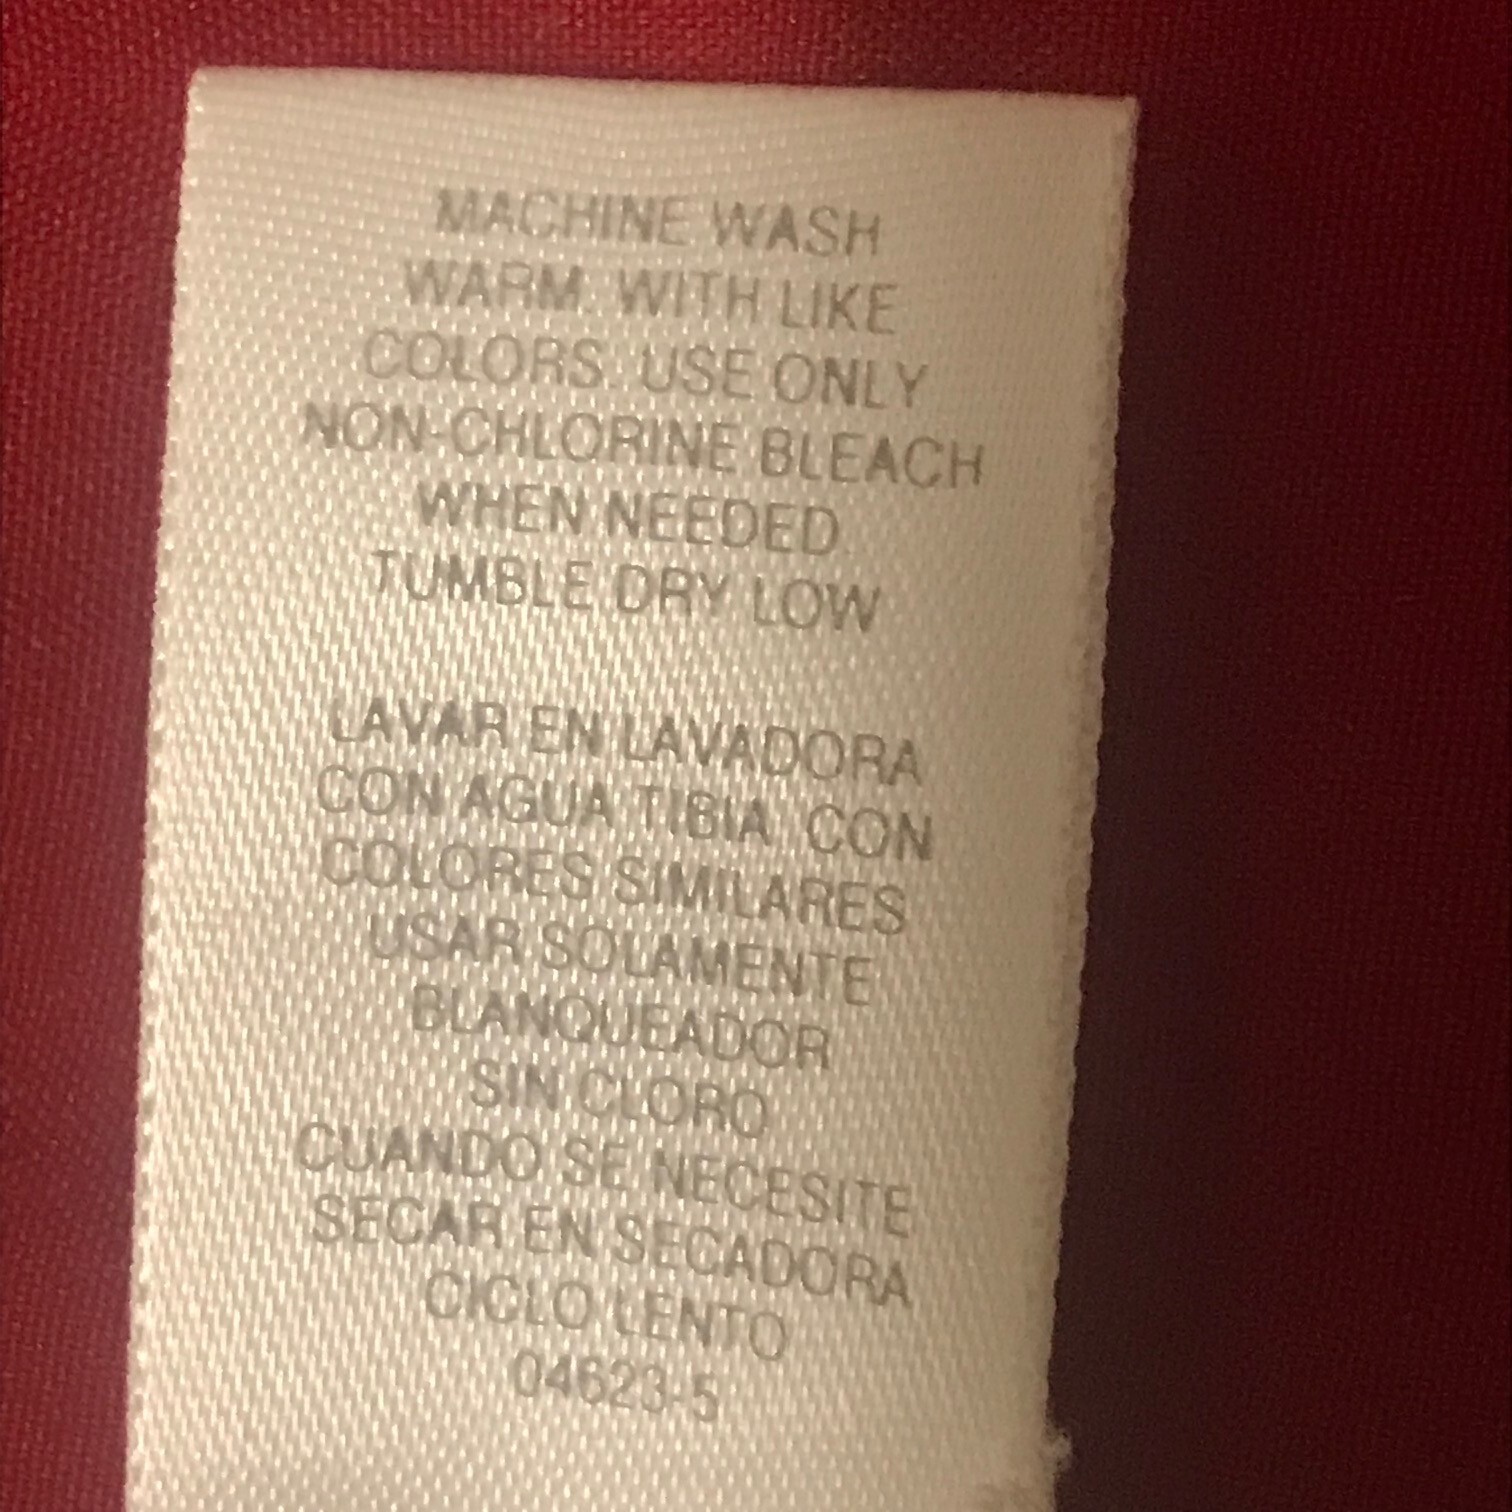 MACHINE WASH
WARM. WITH LIKE
COLORS. USE ONLY
NON-CHLORINE BLEACH
WHEN NEEDED.
TUMBLE DRY LOW
LAVAR EN LAVADORA
CON AGUA TIBIA. CON
COLORES SIMILARES
USAR SOLAMENTE
BLANQUEADOR
SIN CLORO
CUANDO SE NECESITE
SECAR EN SECADORA
CICLO LENTO
04623-5